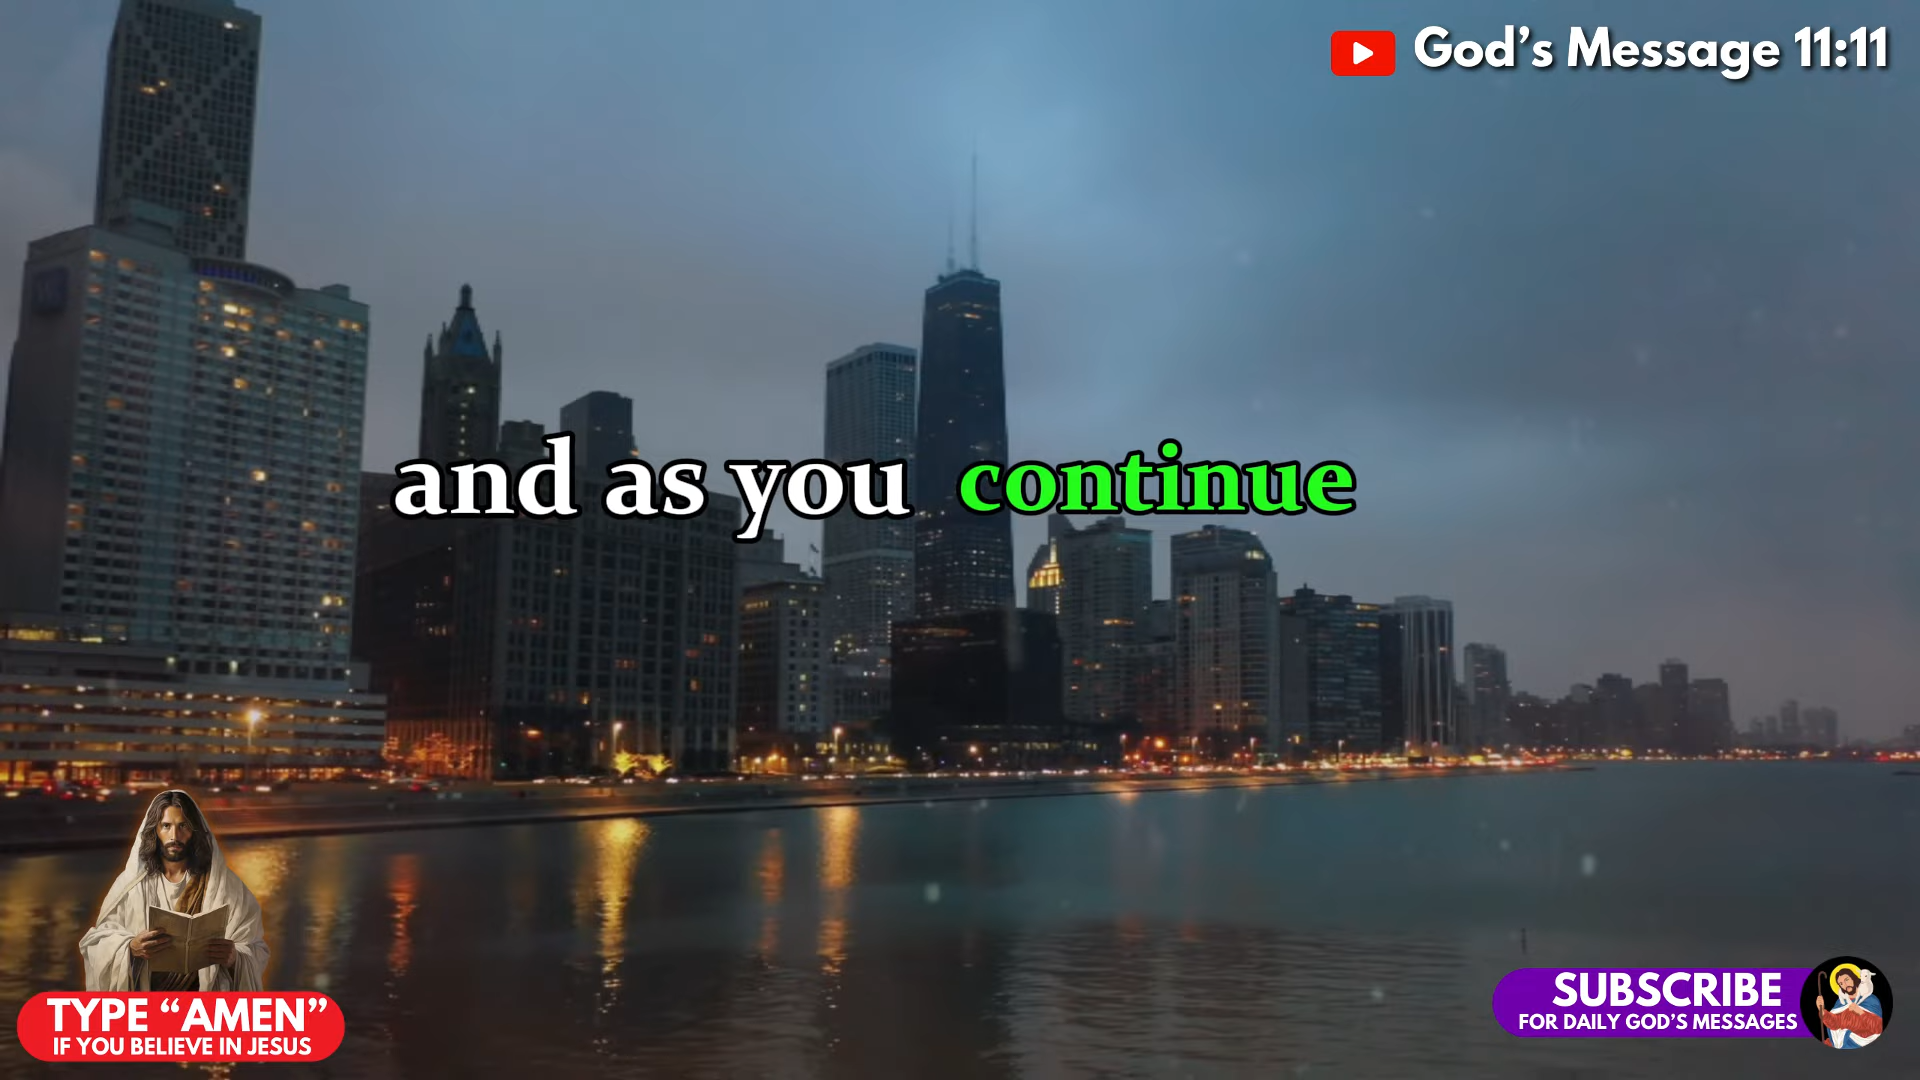 God’s Message 11:11
and as you continue
TYPE “AMEN”
IF YOU BELIEVE IN JESUS
SUBSCRIBE
FOR DAILY GOD’S MESSAGES